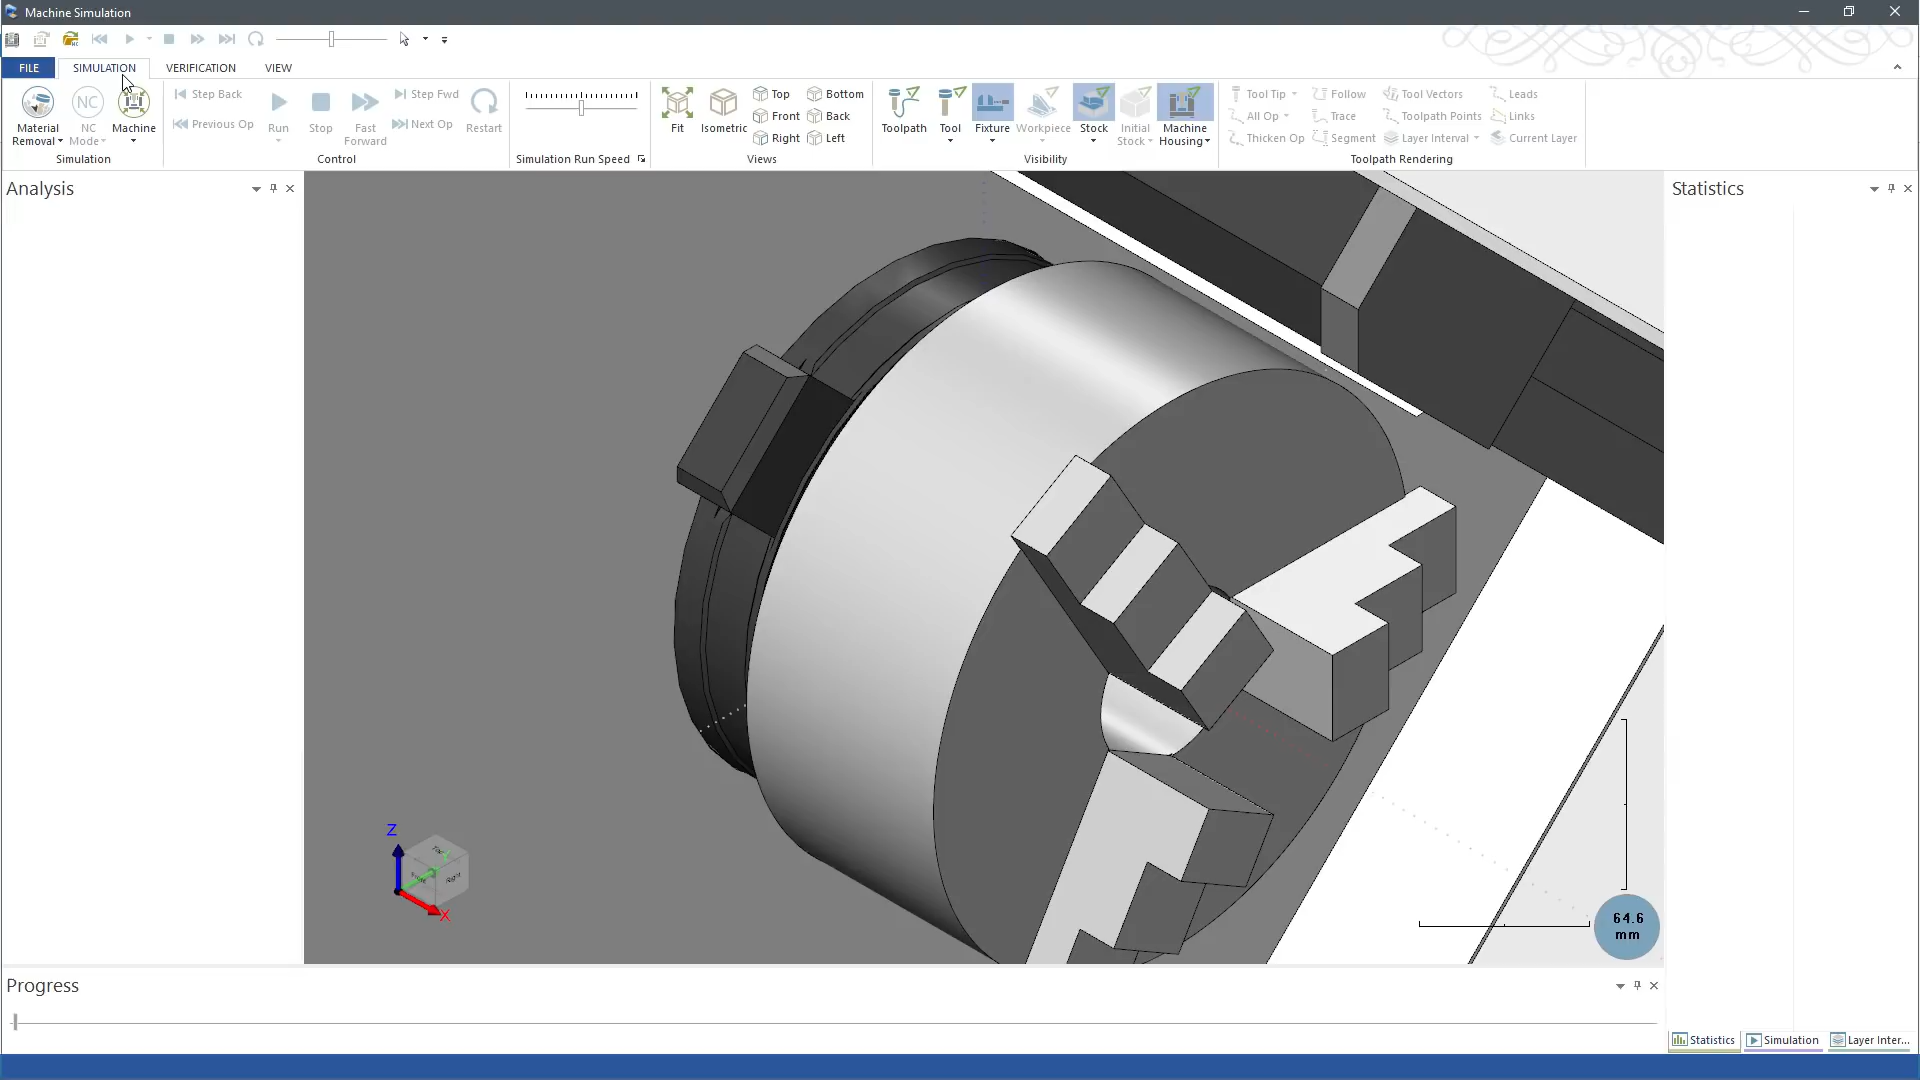 Machine Simulation
FILE
SIMULATION
VERIFICATION
VIEW
Material Removal
NC Mode
Machine
Simulation
Step Back
Previous Op
Run
Stop
Fast Forward
Step Fwd
Next Op
Restart
Control
Simulation Run Speed
Fit
Isometric
Top
Front
Right
Bottom
Back
Left
Views
Toolpath
Tool
Fixture
Workpiece
Stock
Initial Stock
Machine Housing
Visibility
Tool Tip
All Op
Thicken Op
Follow
Trace
Segment
Tool Vectors
Toolpath Points
Layer Interval
Leads
Links
Current Layer
Toolpath Rendering
Analysis
Statistics
Z
Front
Right
X
64.6
mm
Progress
Statistics
Simulation
Layer Inter...